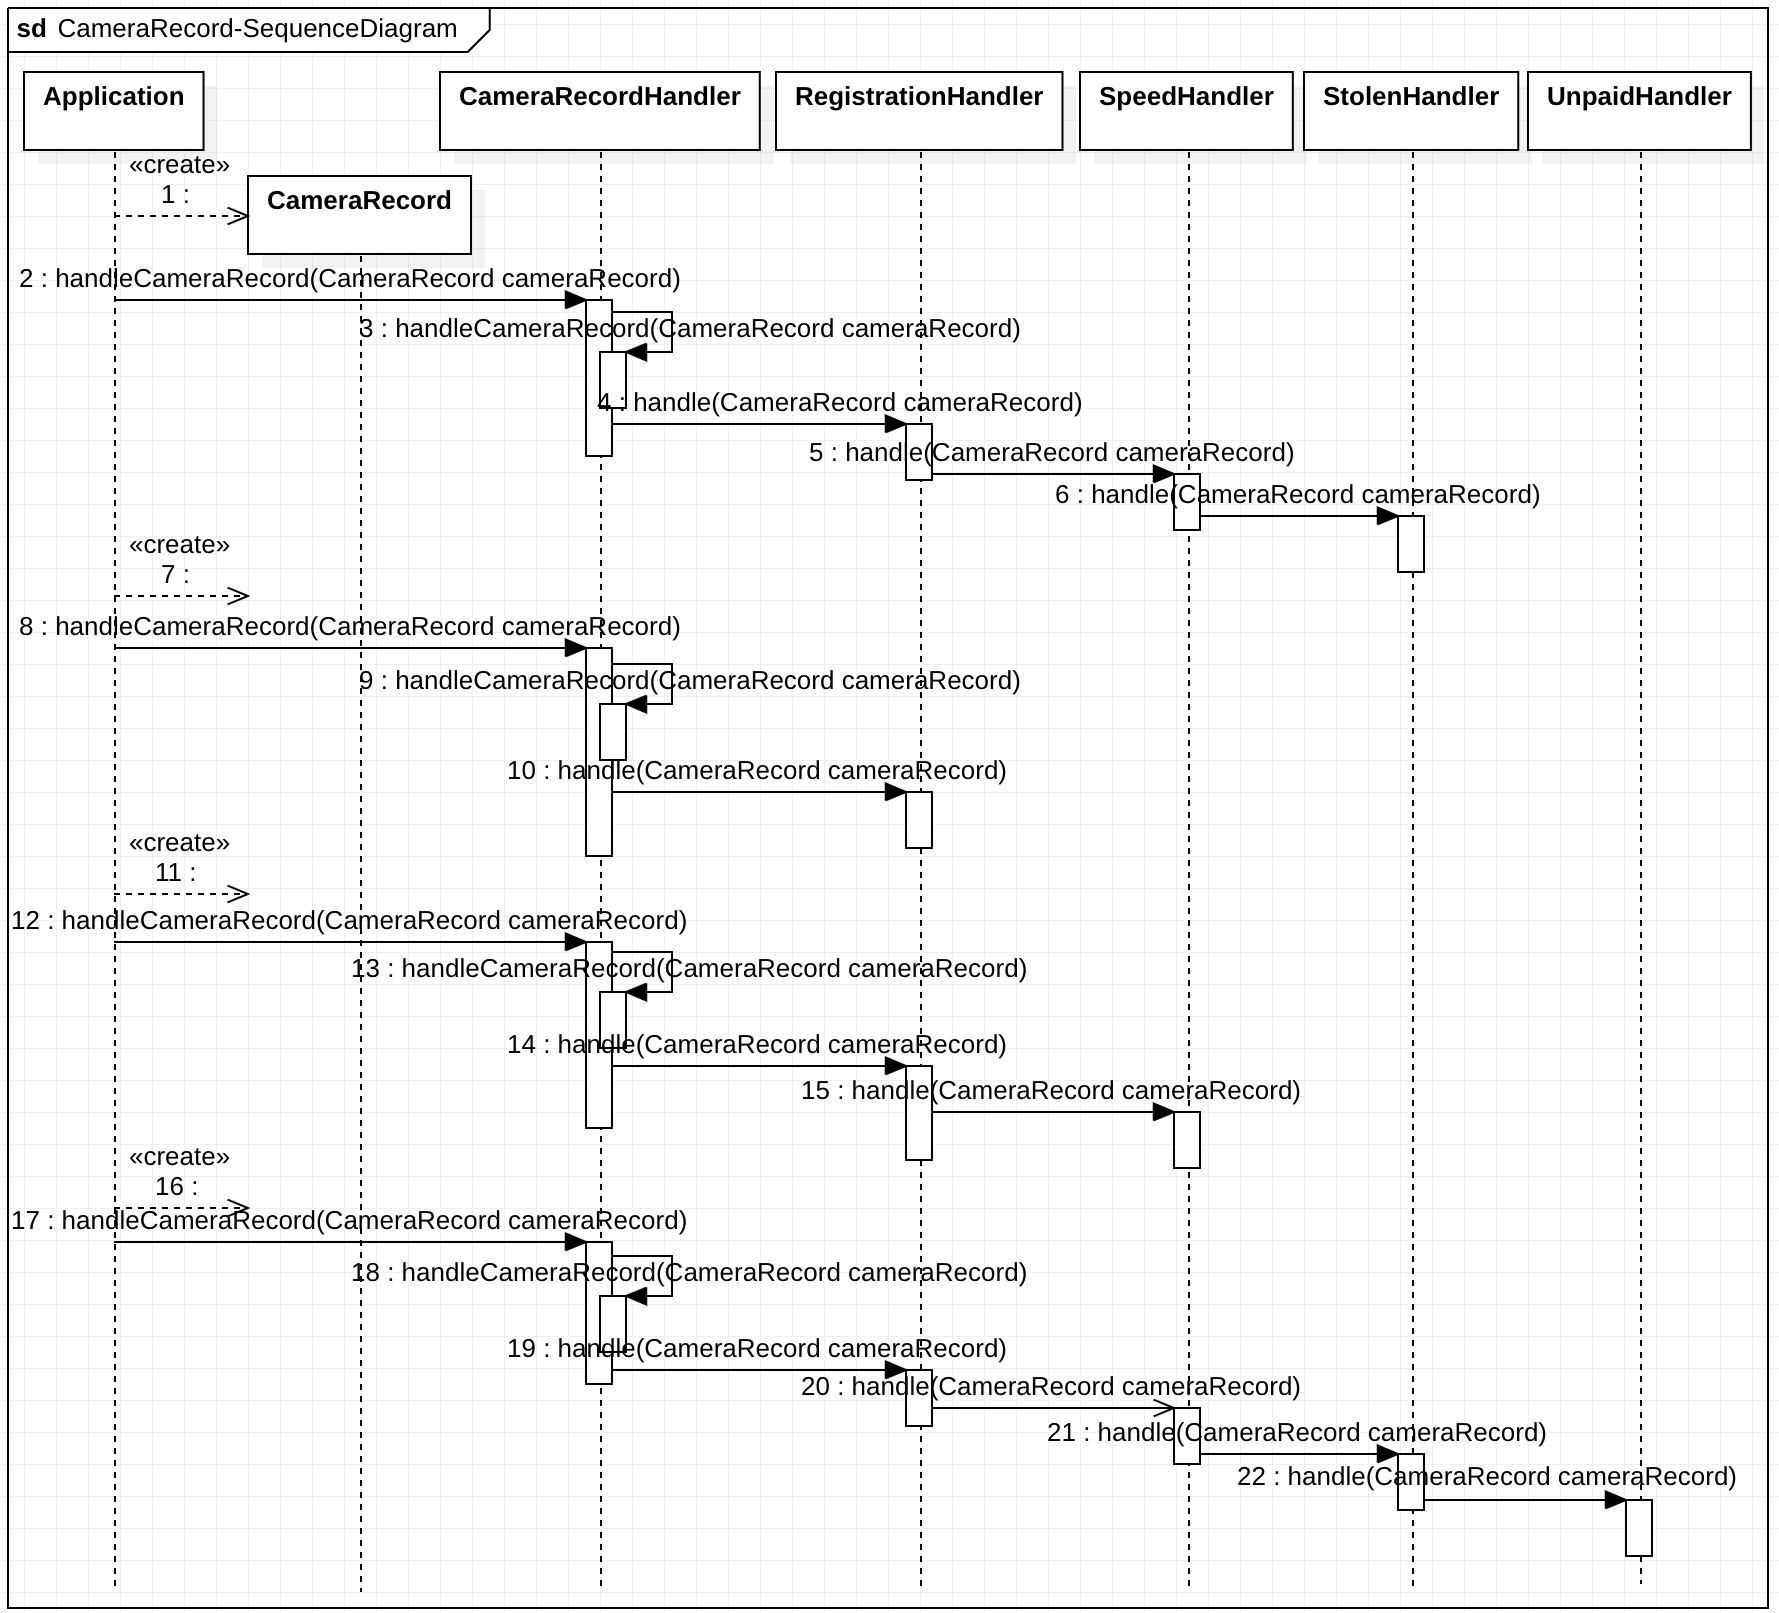 sd CameraRecord-SequenceDiagram
Application
CameraRecordHandler
RegistrationHandler
SpeedHandler
StolenHandler
UnpaidHandler
«create»
1 :
CameraRecord
2 : handleCameraRecord(CameraRecord cameraRecord)
3 : handleCameraRecord(CameraRecord cameraRecord)
4 : handle(CameraRecord cameraRecord)
5 : handle(CameraRecord cameraRecord)
6 : handle(CameraRecord cameraRecord)
«create»
7 :
8 : handleCameraRecord(CameraRecord cameraRecord)
9 : handleCameraRecord(CameraRecord cameraRecord)
10 : handle(CameraRecord cameraRecord)
«create»
11 :
12 : handleCameraRecord(CameraRecord cameraRecord)
13 : handleCameraRecord(CameraRecord cameraRecord)
14 : handle(CameraRecord cameraRecord)
15 : handle(CameraRecord cameraRecord)
«create»
16 :
17 : handleCameraRecord(CameraRecord cameraRecord)
18 : handleCameraRecord(CameraRecord cameraRecord)
19 : handle(CameraRecord cameraRecord)
20 : handle(CameraRecord cameraRecord)
21 : handle(CameraRecord cameraRecord)
22 : handle(CameraRecord cameraRecord)